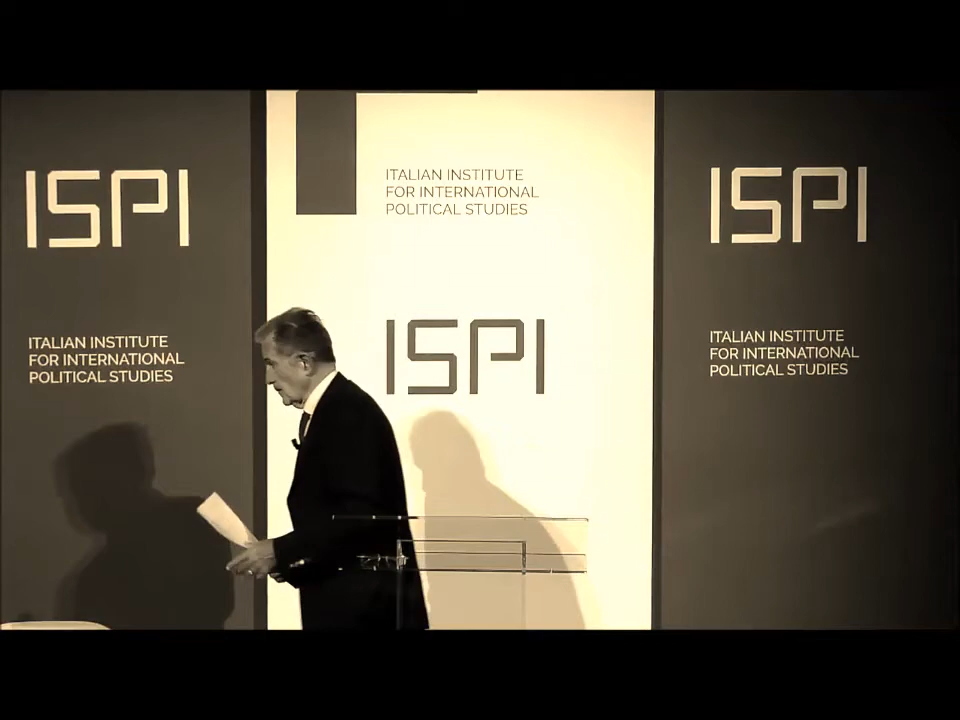 ISPI
ITALIAN INSTITUTE
FOR INTERNATIONAL
POLITICAL STUDIES
ITALIAN INSTITUTE
FOR INTERNATIONAL
POLITICAL STUDIES
ISPI
ISPI
ITALIAN INSTITUTE
FOR INTERNATIONAL
POLITICAL STUDIES